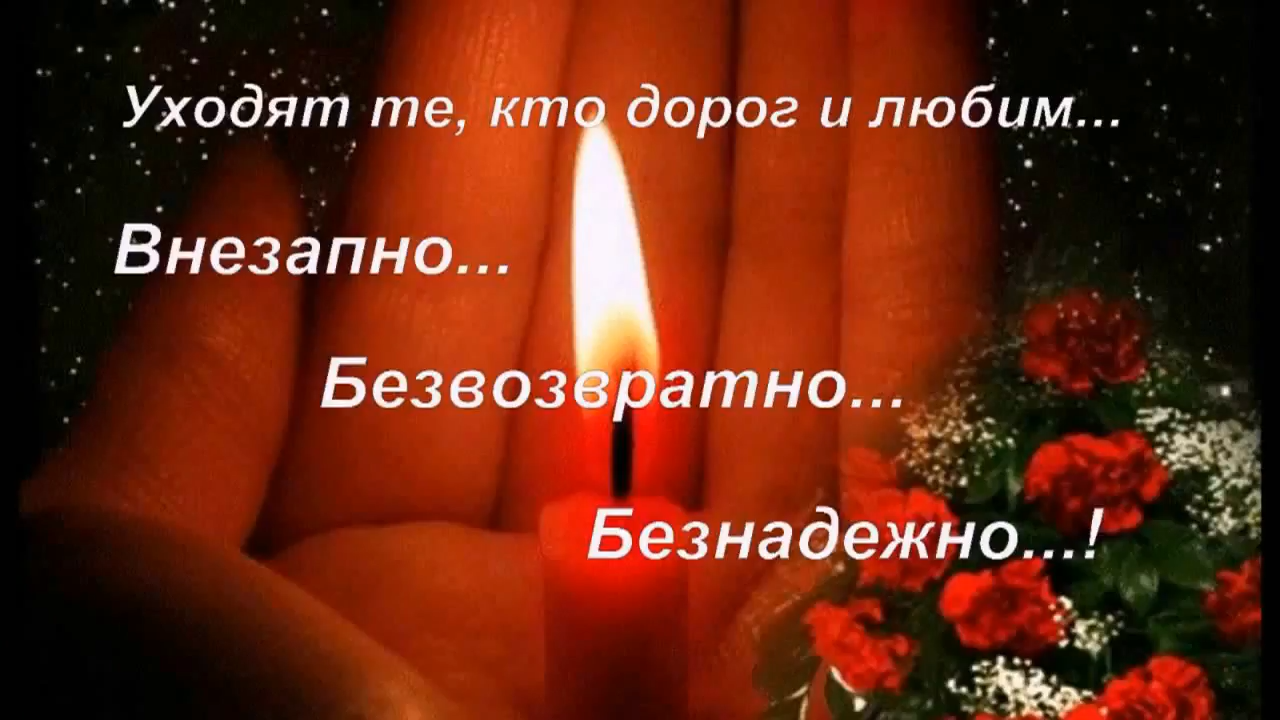 Уходят те, кто дорог и любим...
Внезапно...
Безвозвратно...
Безнадежно...!